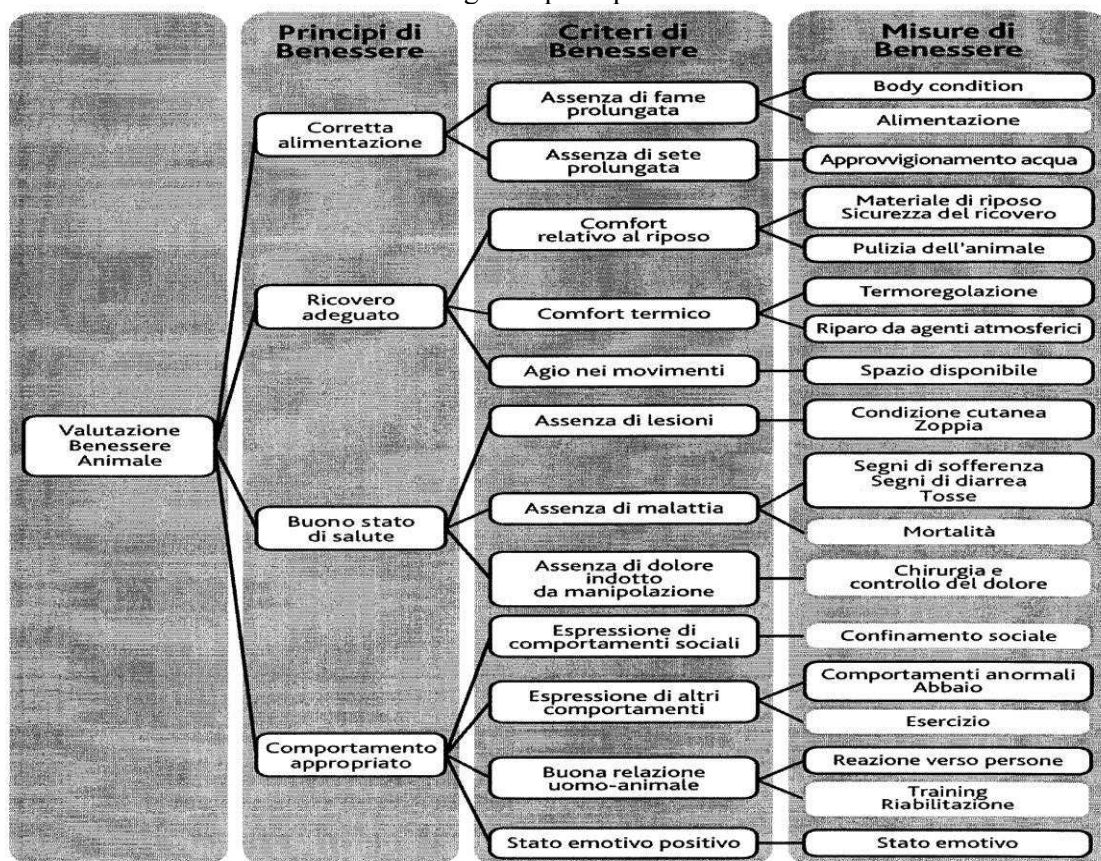 Principi di
Benessere
Criteri di
Benessere
Misure di
Benessere
Valutazione
Benessere
Animale
Corretta
alimentazione
Assenza di fame
prolungata
Body condition
Alimentazione
Assenza di sete
prolungata
Approvvigionamento acqua
Ricovero
adeguato
Comfort
relativo al riposo
Materiale di riposo
Sicurezza del ricovero
Pulizia dell'animale
Comfort termico
Termoregolazione
Riparo da agenti atmosferici
Agio nei movimenti
Spazio disponibile
Buono stato
di salute
Assenza di lesioni
Condizione cutanea
Zoppia
Assenza di malattia
Segni di sofferenza
Segni di diarrea
Tosse
Mortalità
Assenza di dolore
indotto
da manipolazione
Chirurgia e
controllo del dolore
Comportamento
appropriato
Espressione di
comportamenti sociali
Confinamento sociale
Espressione di altri
comportamenti
Comportamenti anormali
Abbaio
Esercizio
Buona relazione
uomo-animale
Reazione verso persone
Training
Riabilitazione
Stato emotivo positivo
Stato emotivo